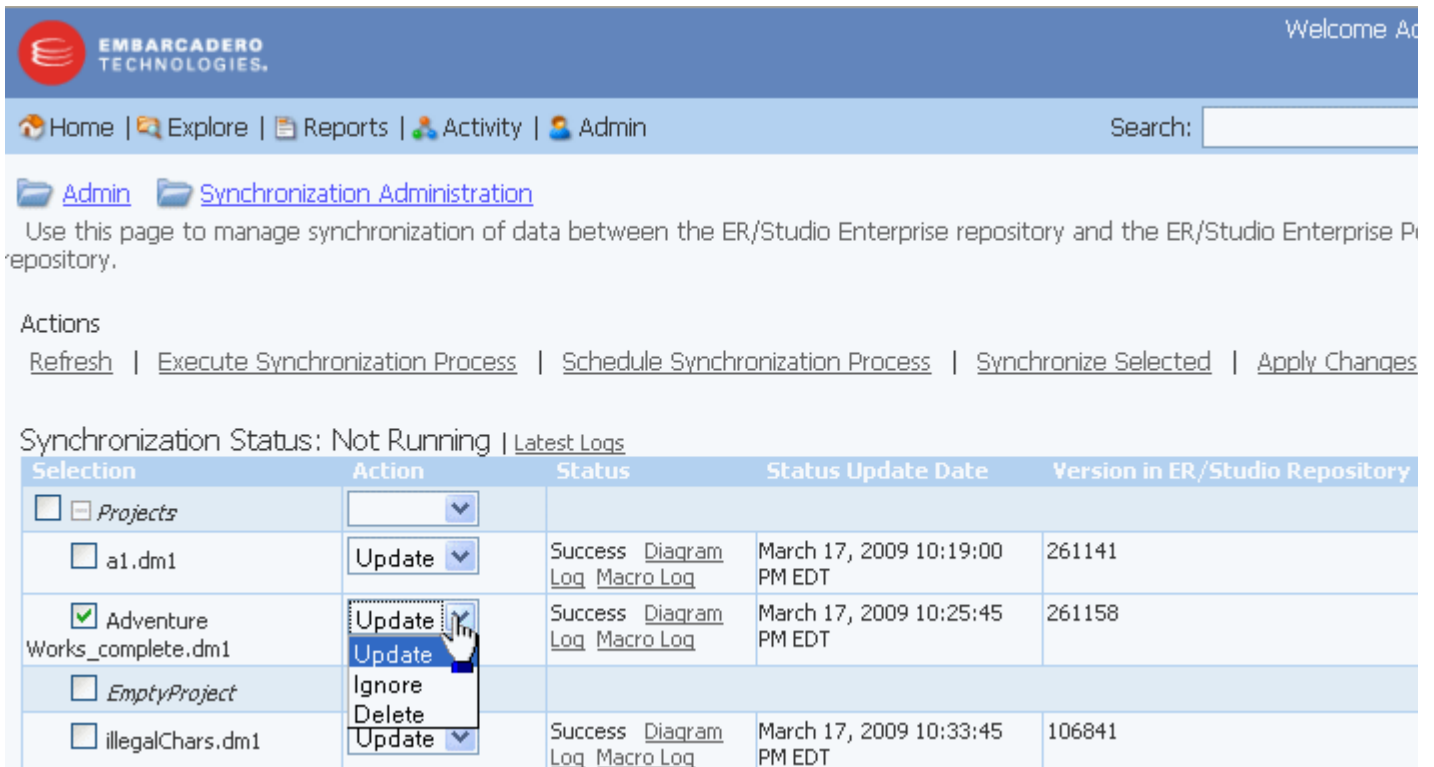 EMBARCADERO
TECHNOLOGIES.
Welcome
Home | Explore | Reports | Activity | Admin
Search:
Admin Synchronization Administration
Use this page to manage synchronization of data between the ER/Studio Enterprise repository and the ER/Studio Enterprise
repository.
Actions
Refresh | Execute Synchronization Process | Schedule Synchronization Process | Synchronize Selected | Apply Changes
Synchronization Status: Not Running | Latest Logs
Selection Action Status Status Update Date Version in ER/Studio Repository
Projects
a1.dm1 Update Success Diagram Log Macro Log March 17, 2009 10:19:00 PM EDT 261141
Adventure Works_complete.dm1 Update Success Diagram Log Macro Log March 17, 2009 10:25:45 PM EDT 261158
Update
Ignore
Delete
EmptyProject
illegalChars.dm1 Update Success Diagram Log Macro Log March 17, 2009 10:33:45 PM EDT 106841